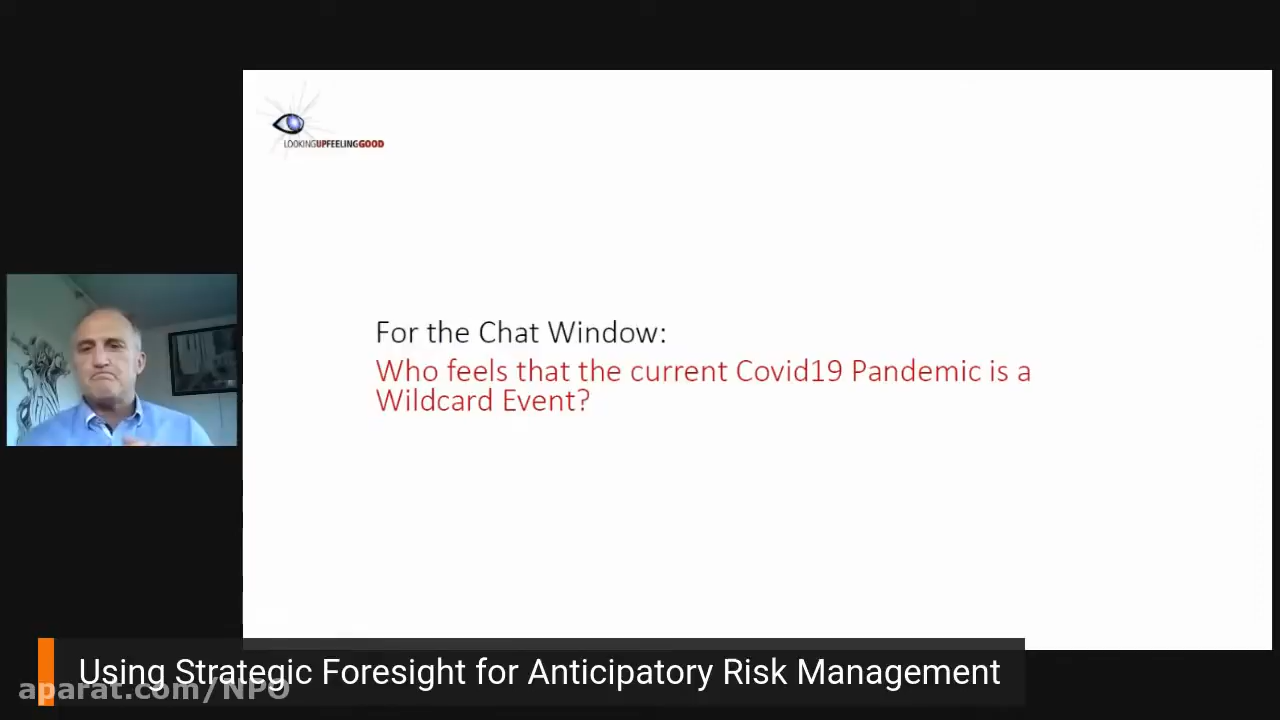 LOOKINGUPFEELINGGOOD
For the Chat Window:
Who feels that the current Covid19 Pandemic is a
Wildcard Event?
Using Strategic Foresight for Anticipatory Risk Management
aparat.com/NPO